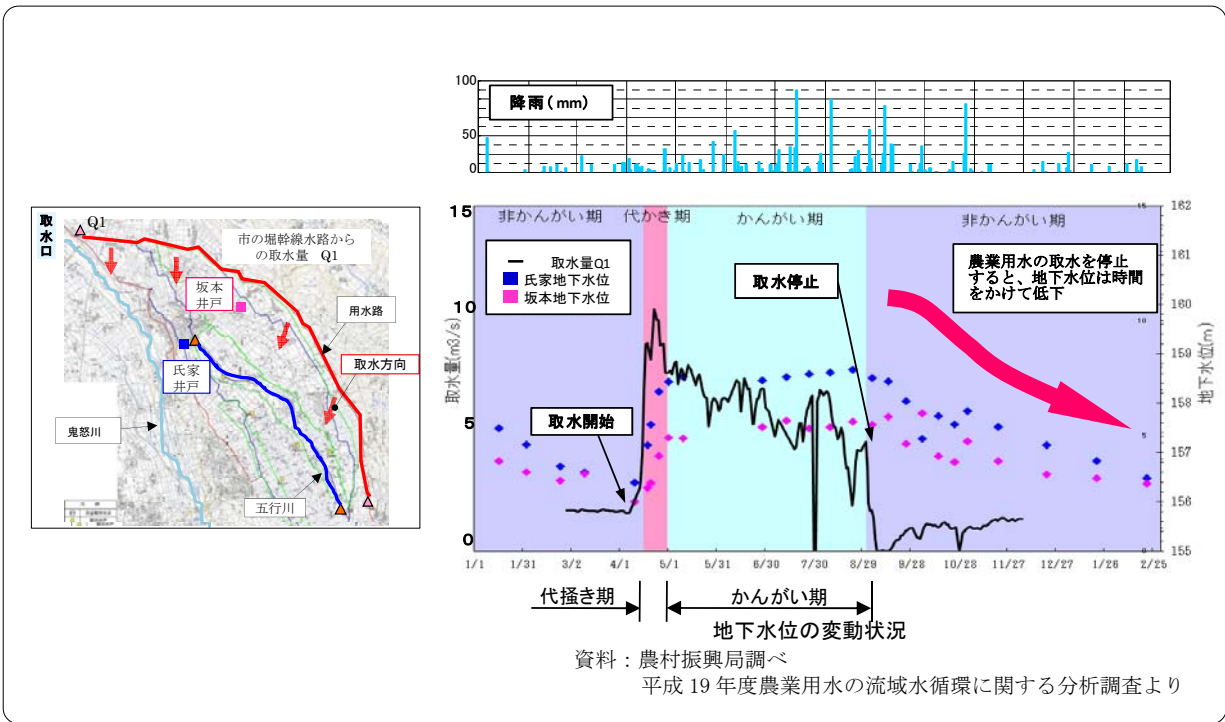 100
50
0
降雨(mm)
取水口
Q1
市の堀幹線水路から
の取水量 Q1
坂本
井戸
用水路
氏家
井戸
取水方向
鬼怒川
五行川
15
10
5
0
取水量(m3/s)
非かんがい期
代かき期
かんがい期
非かんがい期
取水量Q1
氏家地下水位
坂本地下水位
取水開始
取水停止
農業用水の取水を停止
すると、地下水位は時間
をかけて低下
15
10
5
0
162
161
160
159
158
157
156
155
地下水位(m)
1/1 1/31 3/2 4/1 5/1 5/31 6/30 7/30 8/29 9/28 10/28 11/27 12/27 1/26 2/25
代掻き期
かんがい期
地下水位の変動状況
資料：農村振興局調べ
平成 19 年度農業用水の流域水循環に関する分析調査より